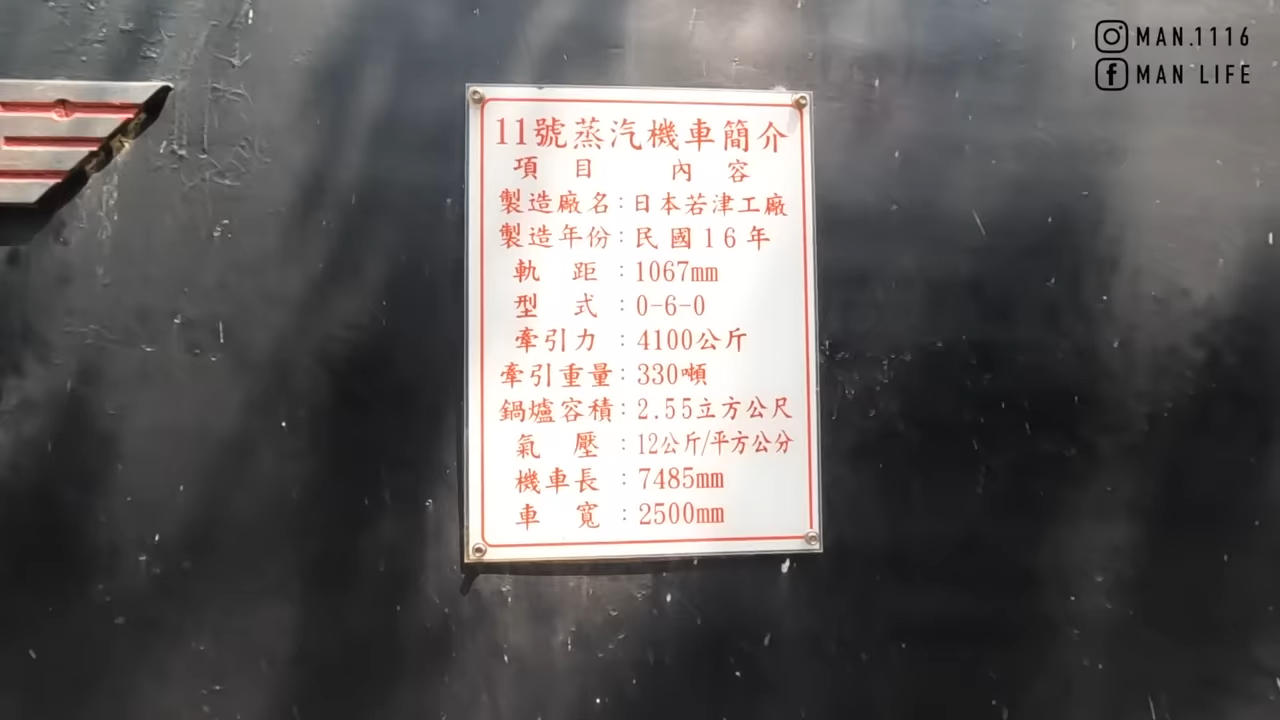 MAN.1116
MAN LIFE
11號蒸汽機車簡介
項 目 內 容
製造廠名:日本若津工廠
製造年份:民國16年
軌 距:1067mm
型 式:0-6-0
牽引力:4100公斤
牽引重量:330噸
鍋爐容積:2.55立方公尺
氣 壓:12公斤/平方公分
機車長:7485mm
車 寬:2500mm